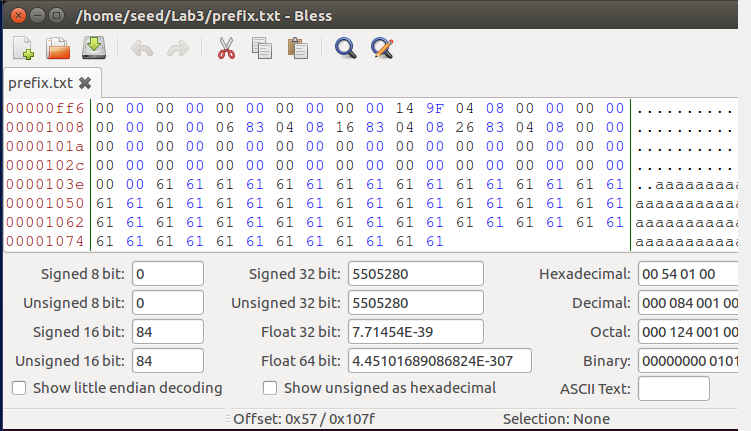 /home/seed/Lab3/prefix.txt - Bless
prefix.txt
00000ff6 00 00 00 00 00 00 00 00 00 00 14 9F 04 08 00 00 00 00 ..........
00001008 00 00 00 00 06 83 04 08 16 83 04 08 26 83 04 08 00 00 ..........
0000101a 00 00 00 00 00 00 00 00 00 00 00 00 00 00 00 00 00 00 ..........
0000102c 00 00 00 00 00 00 00 00 00 00 00 00 00 00 00 00 00 00 ..........
0000103e 00 00 61 61 61 61 61 61 61 61 61 61 61 61 61 61 61 61 ..aaaaaaaa
00001050 61 61 61 61 61 61 61 61 61 61 61 61 61 61 61 61 61 61 aaaaaaaaaa
00001062 61 61 61 61 61 61 61 61 61 61 61 61 61 61 61 61 61 61 aaaaaaaaaa
00001074 61 61 61 61 61 61 61 61 61 61 61 61 aaaaaaaaaa
Signed 8 bit: 0 Signed 32 bit: 5505280 Hexadecimal: 00 54 01 00
Unsigned 8 bit: 0 Unsigned 32 bit: 5505280 Decimal: 000 084 001 00
Signed 16 bit: 84 Float 32 bit: 7.71454E-39 Octal: 000 124 001 00
Unsigned 16 bit: 84 Float 64 bit: 4.45101689086824E-307 Binary: 00000000 0101
Show little endian decoding Show unsigned as hexadecimal ASCII Text:
Offset: 0x57 / 0x107f Selection: None